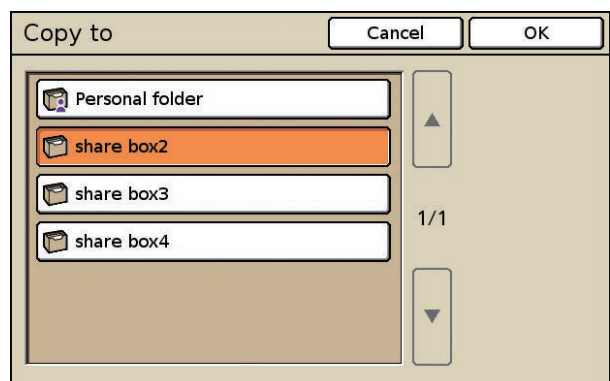 Copy to
Cancel
OK
Personal folder
share box2
share box3
share box4
1/1